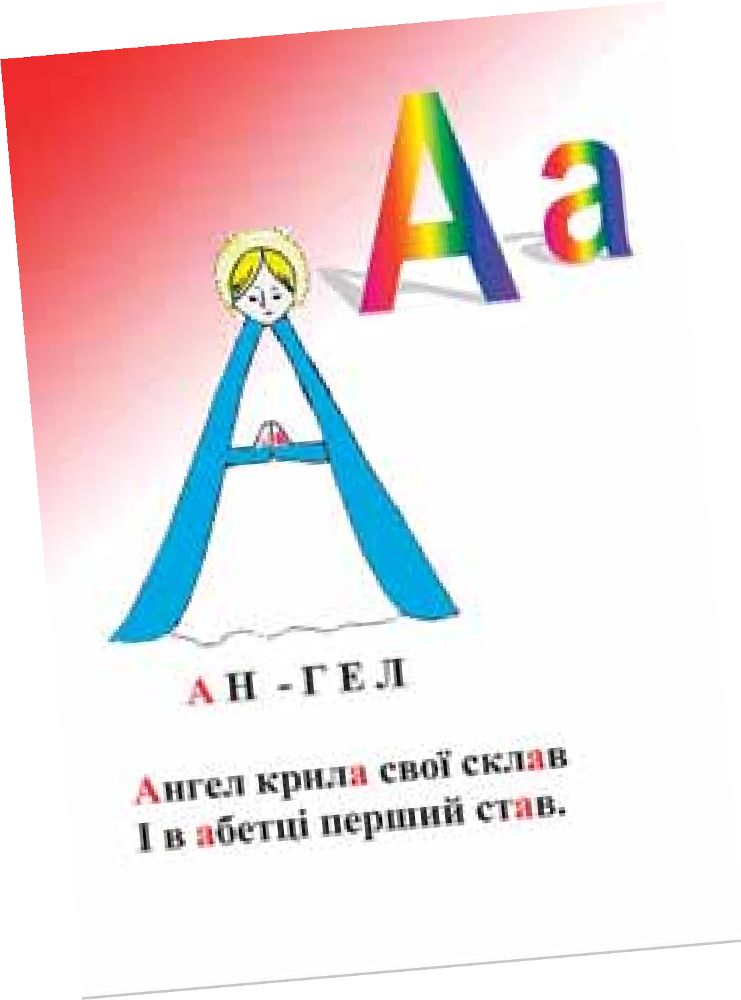 А а
АН - ГЕЛ
Ангел крила свої склав
І в абетці перший став.